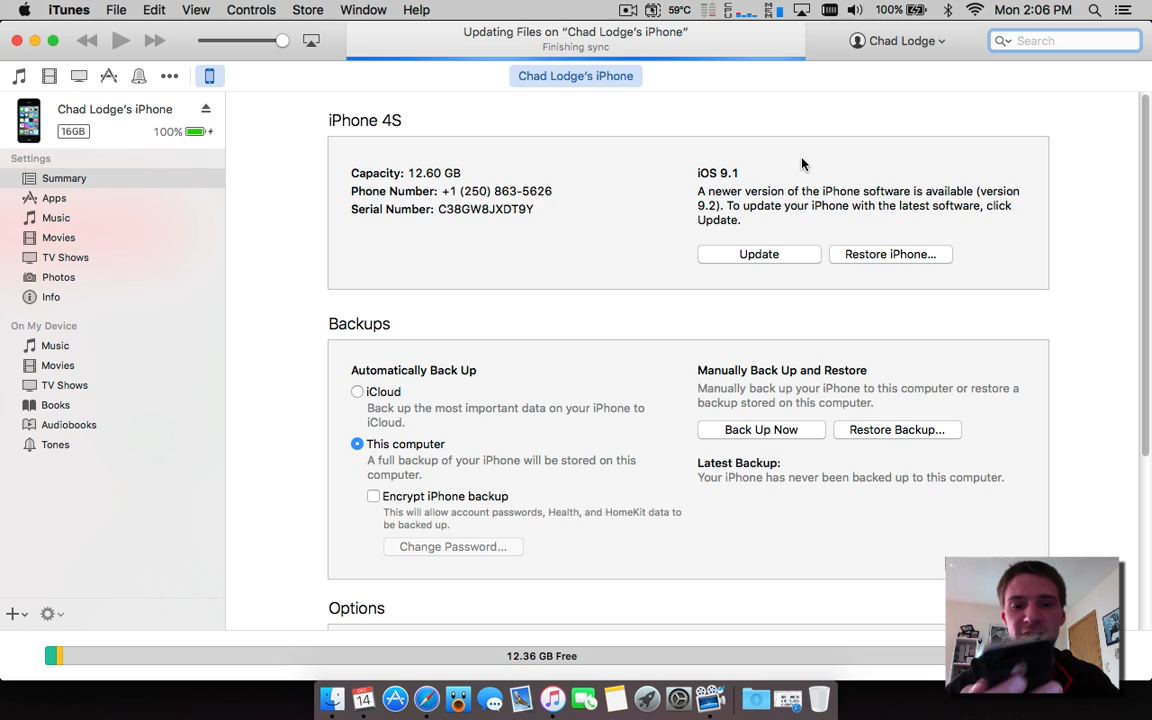 iTunes File Edit View Controls Store Window Help 59°C 100% Mon 2:06 PM
Updating Files on “Chad Lodge’s iPhone”
Finishing sync
Chad Lodge
Search
Chad Lodge’s iPhone
Chad Lodge’s iPhone
16GB 100%
Settings
Summary
Apps
Music
Movies
TV Shows
Photos
Info
On My Device
Music
Movies
TV Shows
Books
Audiobooks
Tones
iPhone 4S
Capacity: 12.60 GB
Phone Number: +1 (250) 863-5626
Serial Number: C38GW8JXDT9Y
iOS 9.1
A newer version of the iPhone software is available (version
9.2). To update your iPhone with the latest software, click
Update.
Update Restore iPhone...
Backups
Automatically Back Up
iCloud
Back up the most important data on your iPhone to
iCloud.
This computer
A full backup of your iPhone will be stored on this
computer.
Encrypt iPhone backup
This will allow account passwords, Health, and HomeKit data to
be backed up.
Change Password...
Manually Back Up and Restore
Manually back up your iPhone to this computer or restore a
backup stored on this computer.
Back Up Now Restore Backup...
Latest Backup:
Your iPhone has never been backed up to this computer.
Options
12.36 GB Free
14